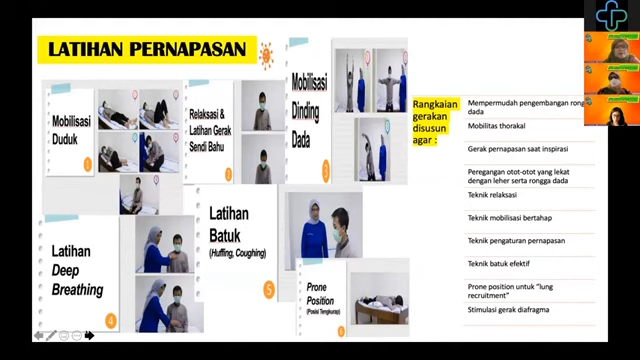 LATIHAN PERNAPASAN
Mobilisasi
Duduk
1
Relaksasi &
Latihan Gerak
Sendi Bahu
2
Mobilisasi
Dinding
Dada
3
Latihan
Deep
Breathing
4
Latihan
Batuk
(Huffing, Coughing)
5
Prone
Position
(Posisi Tengkurap)
6
Rangkaian
gerakan
disusun
agar :
Mempermudah pengembangan
dada
Mobilitas thorakal
Gerak pernapasan saat inspirasi
Peregangan otot-otot yang lekat
dengan leher serta rongga dada
Teknik relaksasi
Teknik mobilisasi bertahap
Teknik pengaturan pernapasan
Teknik batuk efektif
Prone position untuk “lung
recruitment”
Stimulasi gerak diafragma